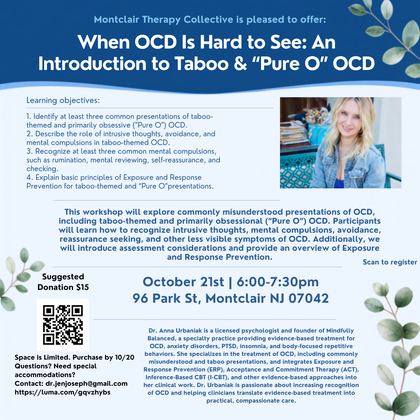 Montclair Therapy Collective is pleased to offer:
When OCD Is Hard to See: An
Introduction to Taboo & “Pure O” OCD
Learning objectives:
1. Identify at least three common presentations of taboo-
themed and primarily obsessive ("Pure O") OCD.
2. Describe the role of intrusive thoughts, avoidance, and
mental compulsions in taboo-themed OCD.
3. Recognize at least three common mental compulsions,
such as rumination, mental reviewing, self-reassurance, and
checking.
4. Explain basic principles of Exposure and Response
Prevention for taboo-themed and "Pure O"presentations.
This workshop will explore commonly misunderstood presentations of OCD,
including taboo-themed and primarily obsessional (“Pure O”) OCD. Participants
will learn how to recognize intrusive thoughts, mental compulsions, avoidance,
reassurance seeking, and other less visible symptoms of OCD. Additionally, we
will introduce assessment considerations and provide an overview of Exposure
and Response Prevention.
Scan to register
Suggested
Donation $15
October 21st | 6:00-7:30pm
96 Park St, Montclair NJ 07042
Space is Limited. Purchase by 10/20
Questions? Need special
accommodations?
Contact: dr.jenjoseph@gmail.com
https://luma.com/gqvzhybs
Dr. Anna Urbaniak is a licensed psychologist and founder of Mindfully
Balanced, a specialty practice providing evidence-based treatment for
OCD, anxiety disorders, PTSD, insomnia, and body-focused repetitive
behaviors. She specializes in the treatment of OCD, including commonly
misunderstood and taboo presentations, and integrates Exposure and
Response Prevention (ERP), Acceptance and Commitment Therapy (ACT),
Inference-Based CBT (I-CBT), and other evidence-based approaches into
her clinical work. Dr. Urbaniak is passionate about increasing recognition
of OCD and helping clinicians translate evidence-based treatment into
practical, compassionate care.